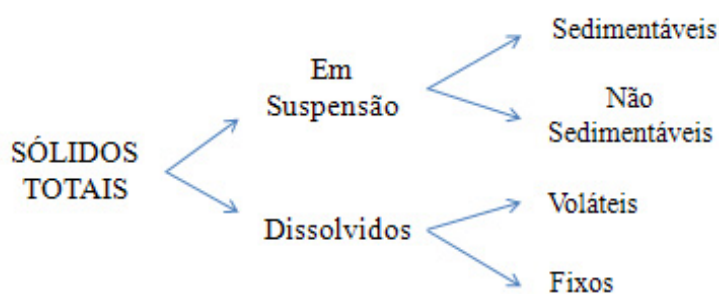 SÓLIDOS
TOTAIS
Em
Suspensão
Sedimentáveis
Não
Sedimentáveis
Dissolvidos
Voláteis
Fixos